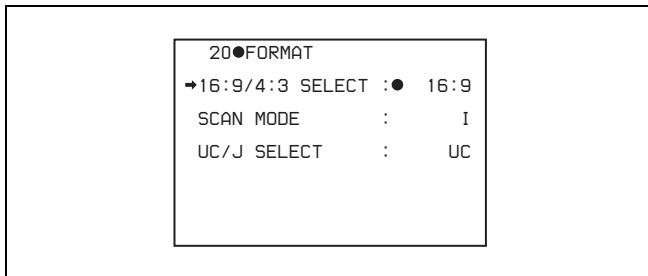 20●FORMAT
➡16:9/4:3 SELECT :● 16:9
SCAN MODE : I
UC/J SELECT : UC